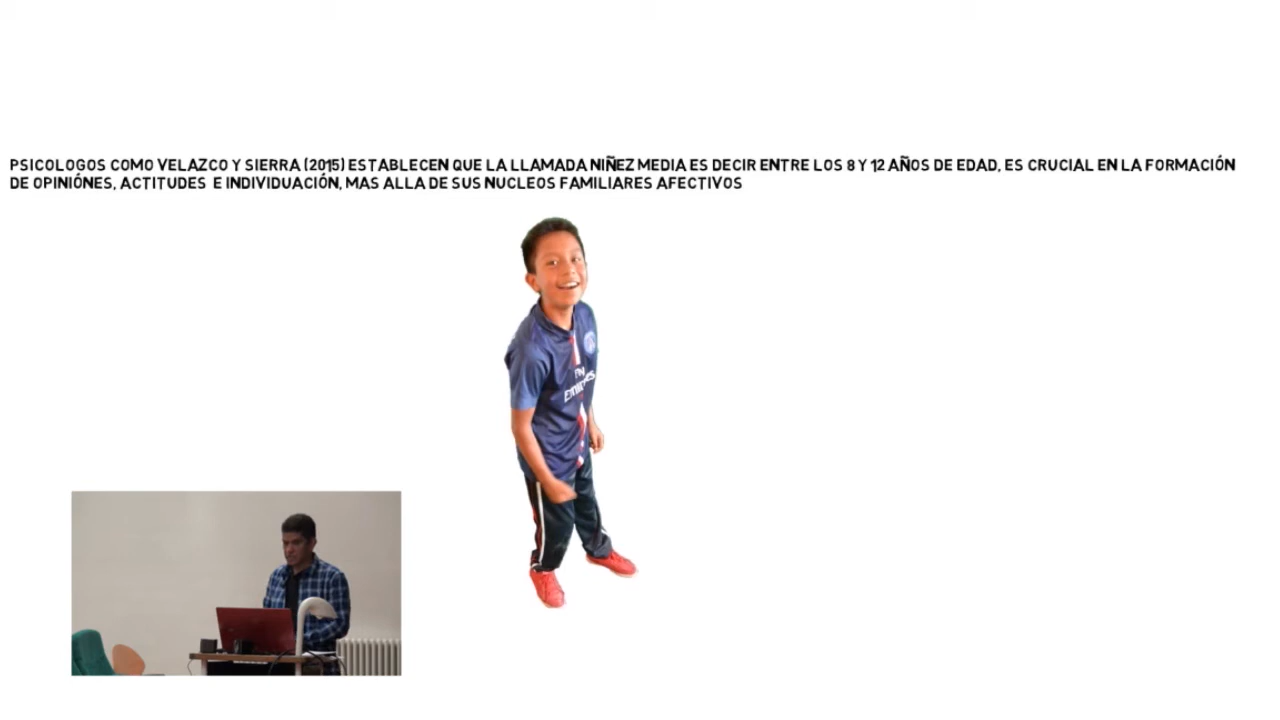 PSICOLOGOS COMO VELAZCO Y SIERRA (2015) ESTABLECEN QUE LA LLAMADA NIÑEZ MEDIA ES DECIR ENTRE LOS 8 Y 12 AÑOS DE EDAD, ES CRUCIAL EN LA FORMACIÓN
DE OPINIÓNES, ACTITUDES E INDIVIDUACIÓN, MAS ALLA DE SUS NUCLEOS FAMILIARES AFECTIVOS